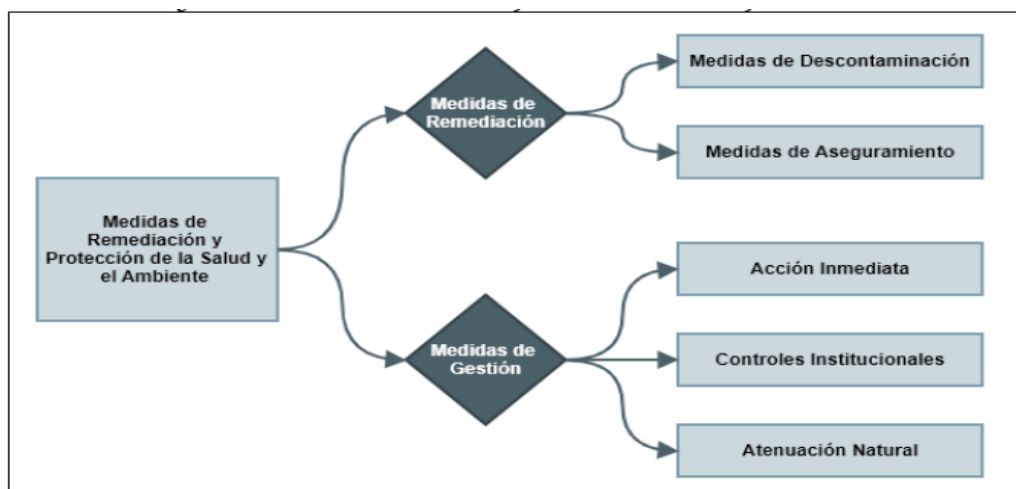 Medidas de
Remediación y
Protección de la Salud y
el Ambiente
Medidas de
Remediación
Medidas de Descontaminación
Medidas de Aseguramiento
Medidas de
Gestión
Acción Inmediata
Controles Institucionales
Atenuación Natural